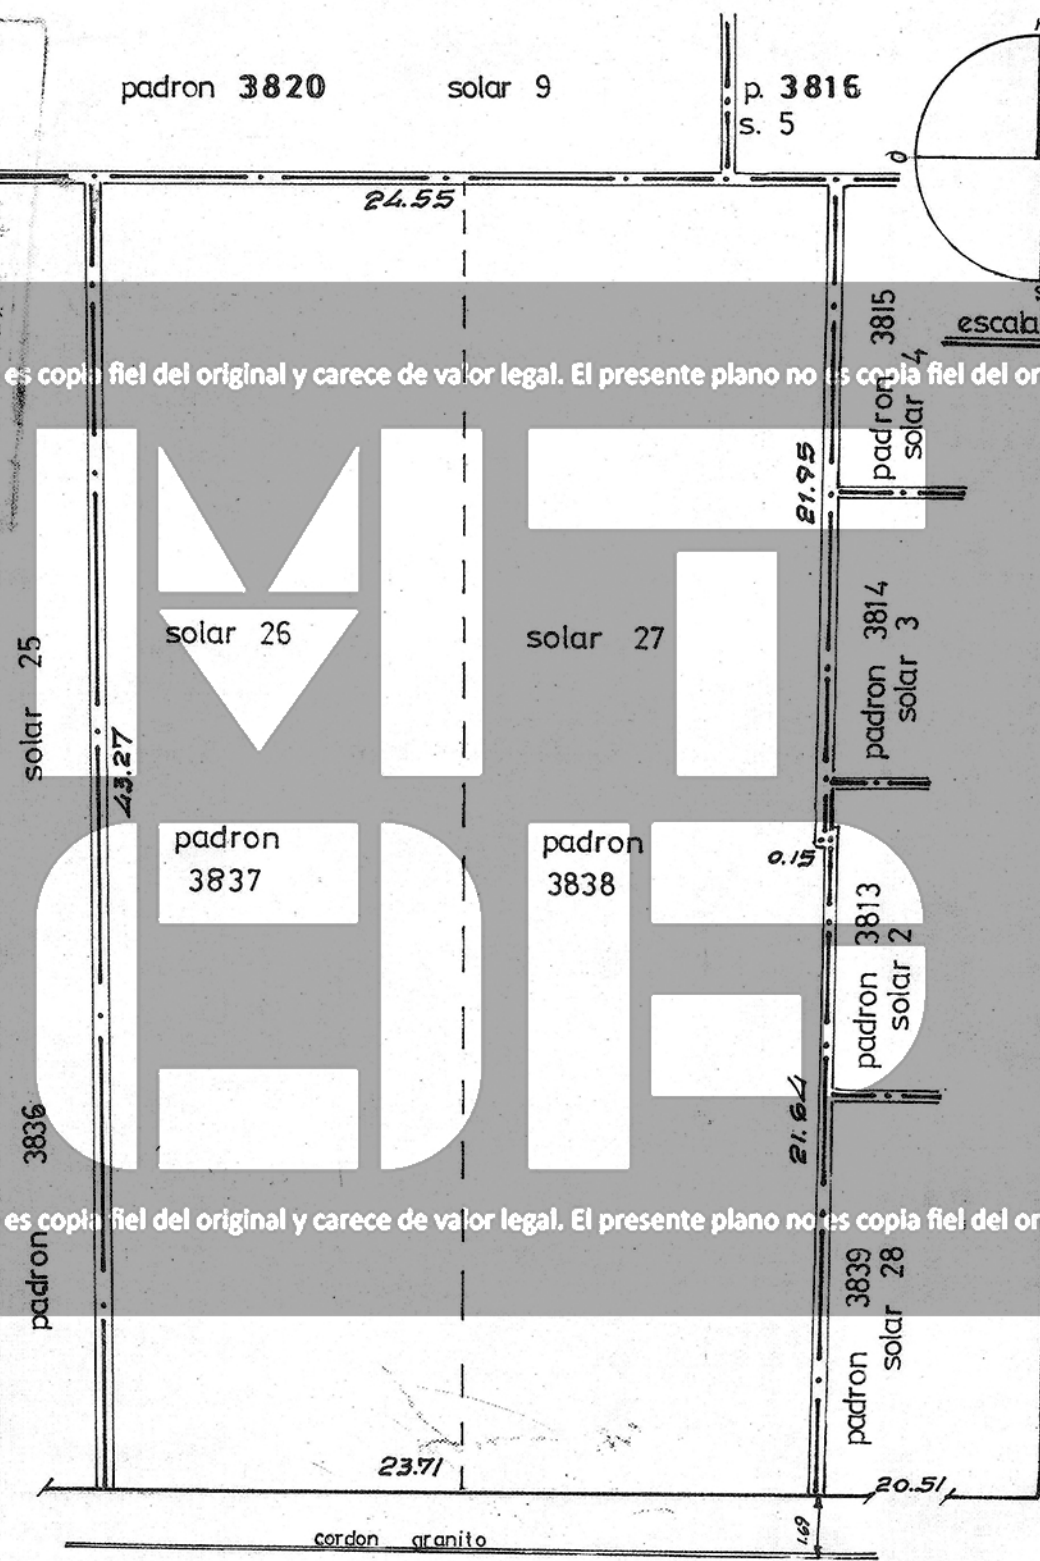 padron 3820 solar 9
p. 3816
s. 5
O
24.55
padron 3815
solar 4
escala
es copia fiel del original y carece de valor legal. El presente plano no es copia fiel del or
21.95
solar 25
solar 26
solar 27
padron 3814
solar 3
43.27
padron
3837
padron
3838
0.15
padron 3813
solar 2
padron 3836
21.64
es copia fiel del original y carece de valor legal. El presente plano no es copia fiel del or
padron 3839
solar 28
23.71
20.51
1.69
cordon granito